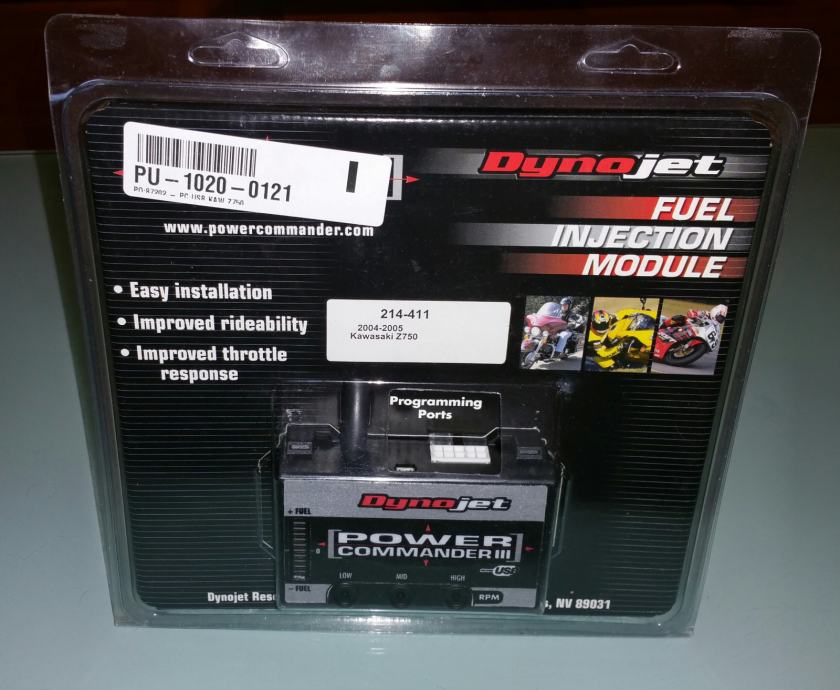 PU-1020-0121
PC USB KAW Z750
www.powercommander.com
Dynojet
FUEL
INJECTION
MODULE
• Easy installation
• Improved rideability
• Improved throttle
response
214-411
2004-2005
Kawasaki Z750
Programming
Ports
Dynojet
+ FUEL
POWER
COMMANDER III
0
USB
LOW MID HIGH
- FUEL
RPM
Dynojet
NV 89031